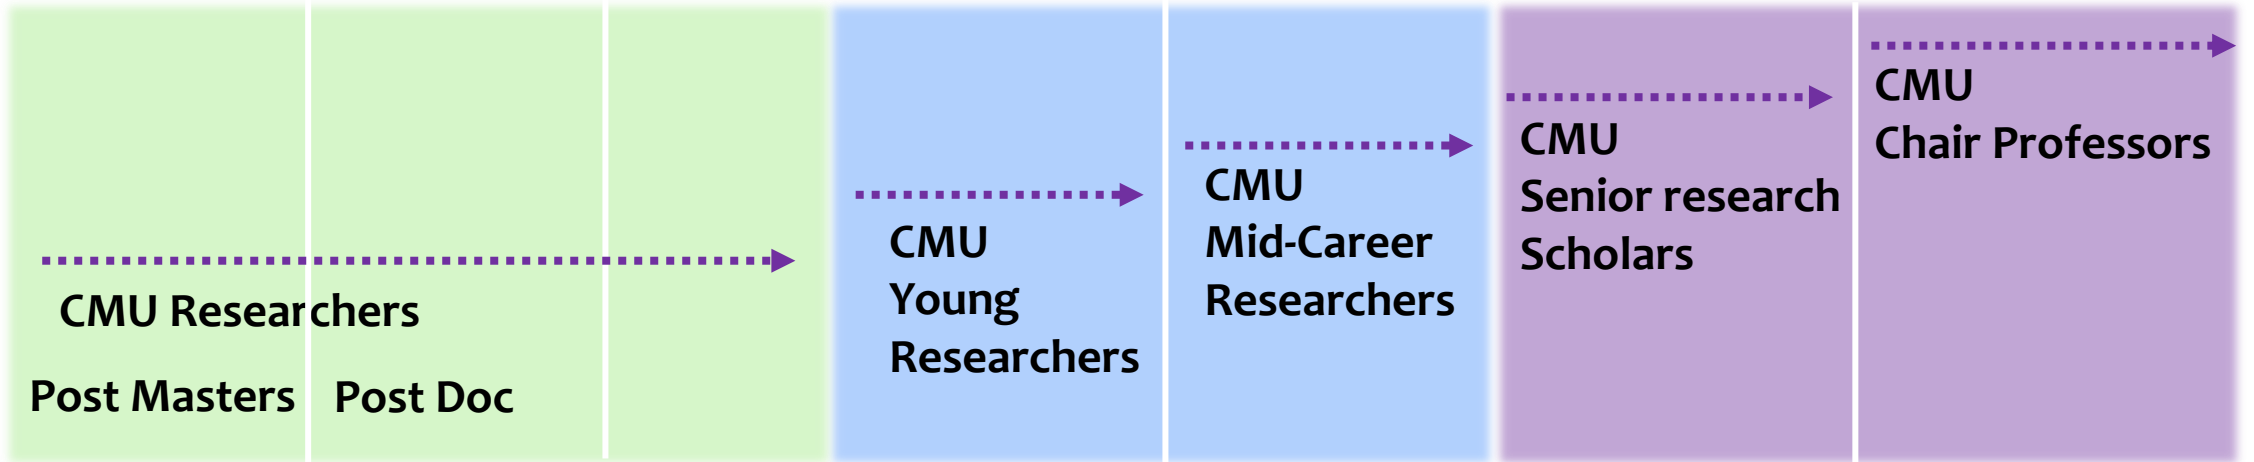 CMU Researchers
Post Masters
Post Doc
CMU
Young
Researchers
CMU
Mid-Career
Researchers
CMU
Senior research
Scholars
CMU
Chair Professors